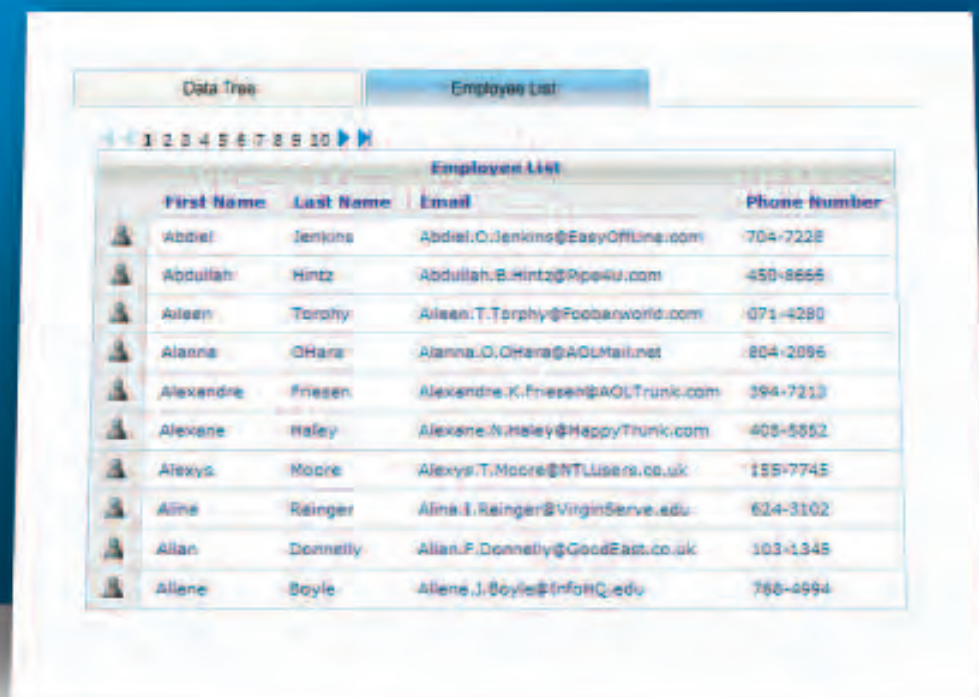 Data Tree Employee List
1 2 3 4 5 6 7 8 9 10
Employee List
First Name Last Name Email Phone Number
Abdiel Jenkins Abdiel.O.Jenkins@EasyOffLine.com 704-7228
Abdullah Hintz Abdullah.B.Hintz@Pipe4U.com 450-8666
Aileen Torphy Aileen.T.Torphy@Foobarworld.com 071-4280
Alanna OHara Alanna.O.OHara@AOLMail.net 804-2096
Alexandre Friesen Alexandre.K.Friesen@AOLTrunk.com 394-7213
Alexane Haley Alexane.N.Haley@HappyTrunk.com 405-5852
Alexys Moore Alexys.T.Moore@NTLUsers.co.uk 155-7745
Aline Reinger Aline.I.Reinger@VirginServe.edu 624-3102
Allan Donnelly Allan.F.Donnelly@GoodEast.co.uk 103-1345
Allene Boyle Allene.J.Boyle@InfoHQ.edu 768-4994